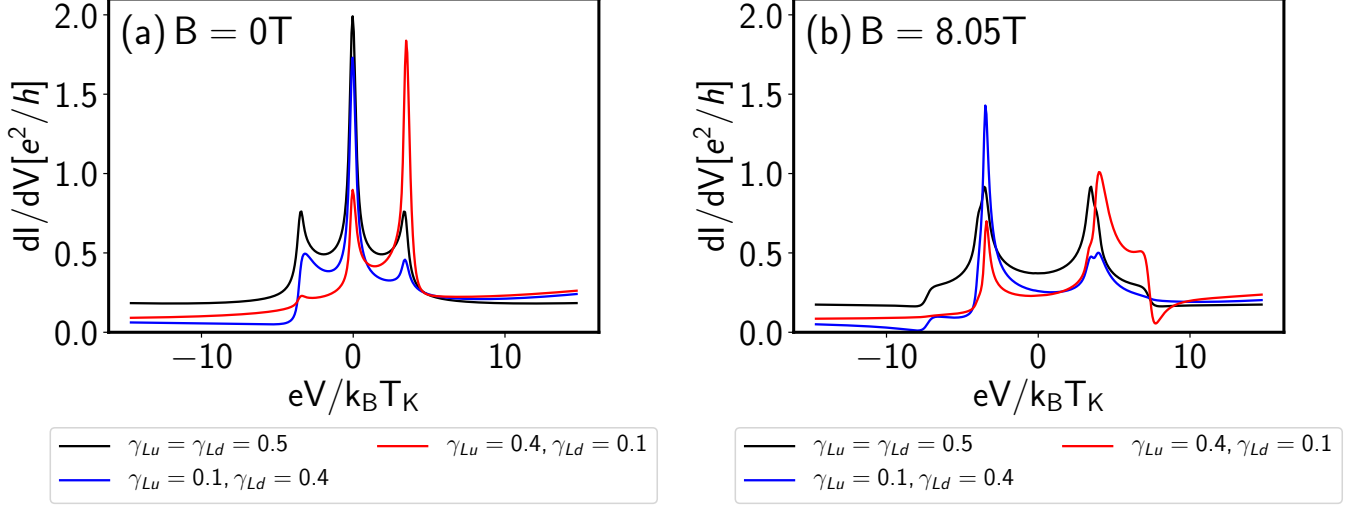 (a) B = 0T
dI/dV[e²/h]
2.0
1.5
1.0
0.5
0.0
−10
0
10
eV/k_BT_K
γ_Lu = γ_Ld = 0.5
γ_Lu = 0.4, γ_Ld = 0.1
γ_Lu = 0.1, γ_Ld = 0.4
(b) B = 8.05T
dI/dV[e²/h]
2.0
1.5
1.0
0.5
0.0
−10
0
10
eV/k_BT_K
γ_Lu = γ_Ld = 0.5
γ_Lu = 0.4, γ_Ld = 0.1
γ_Lu = 0.1, γ_Ld = 0.4